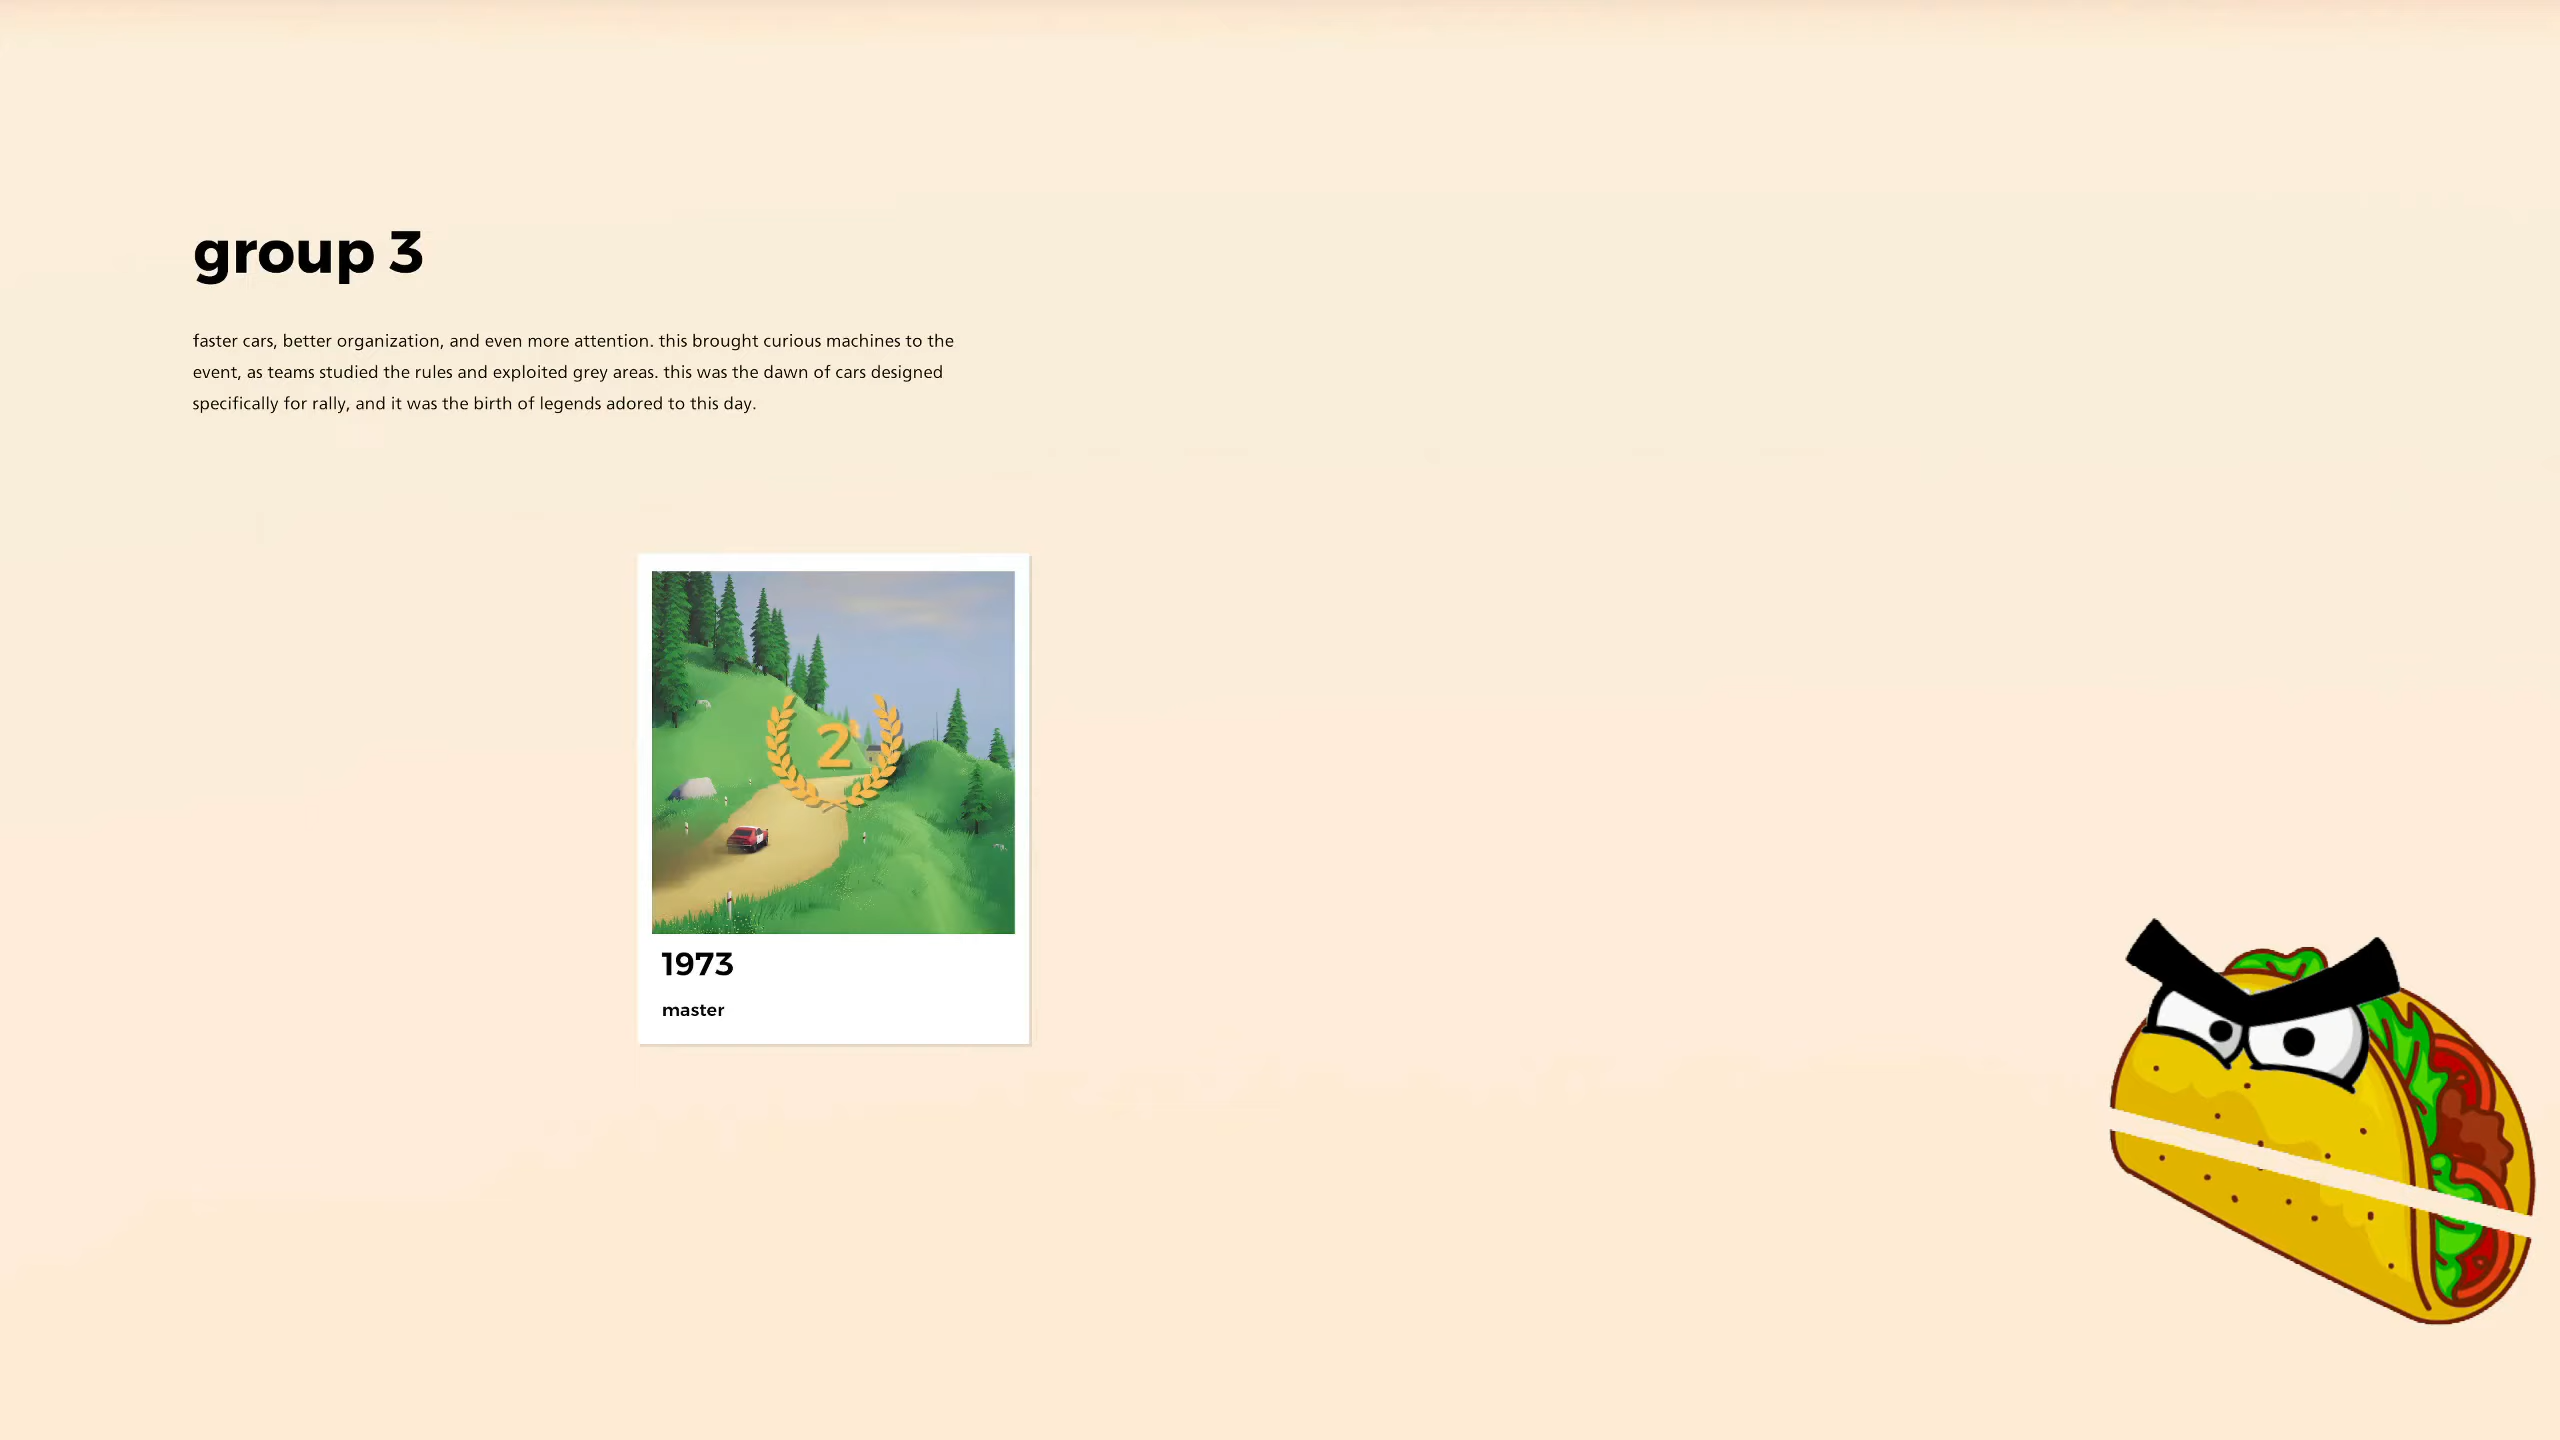 group 3
faster cars, better organization, and even more attention. this brought curious machines to the
event, as teams studied the rules and exploited grey areas. this was the dawn of cars designed
specifically for rally, and it was the birth of legends adored to this day.
2
1973
master